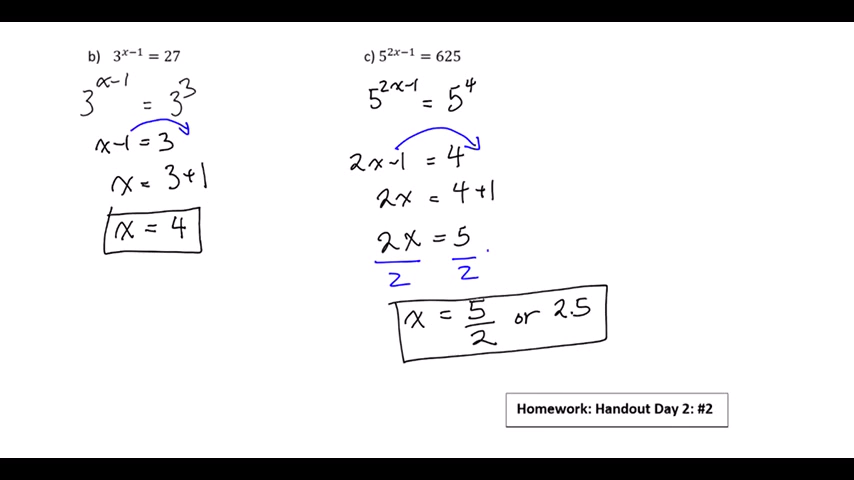 b) 3^{x−1} = 27
3^{x-1} = 3^3
x-1 = 3
x = 3+1
x = 4
c) 5^{2x−1} = 625
5^{2x-1} = 5^4
2x-1 = 4
2x = 4+1
2x = 5
2 2
x = 5/2 or 2.5
Homework: Handout Day 2: #2